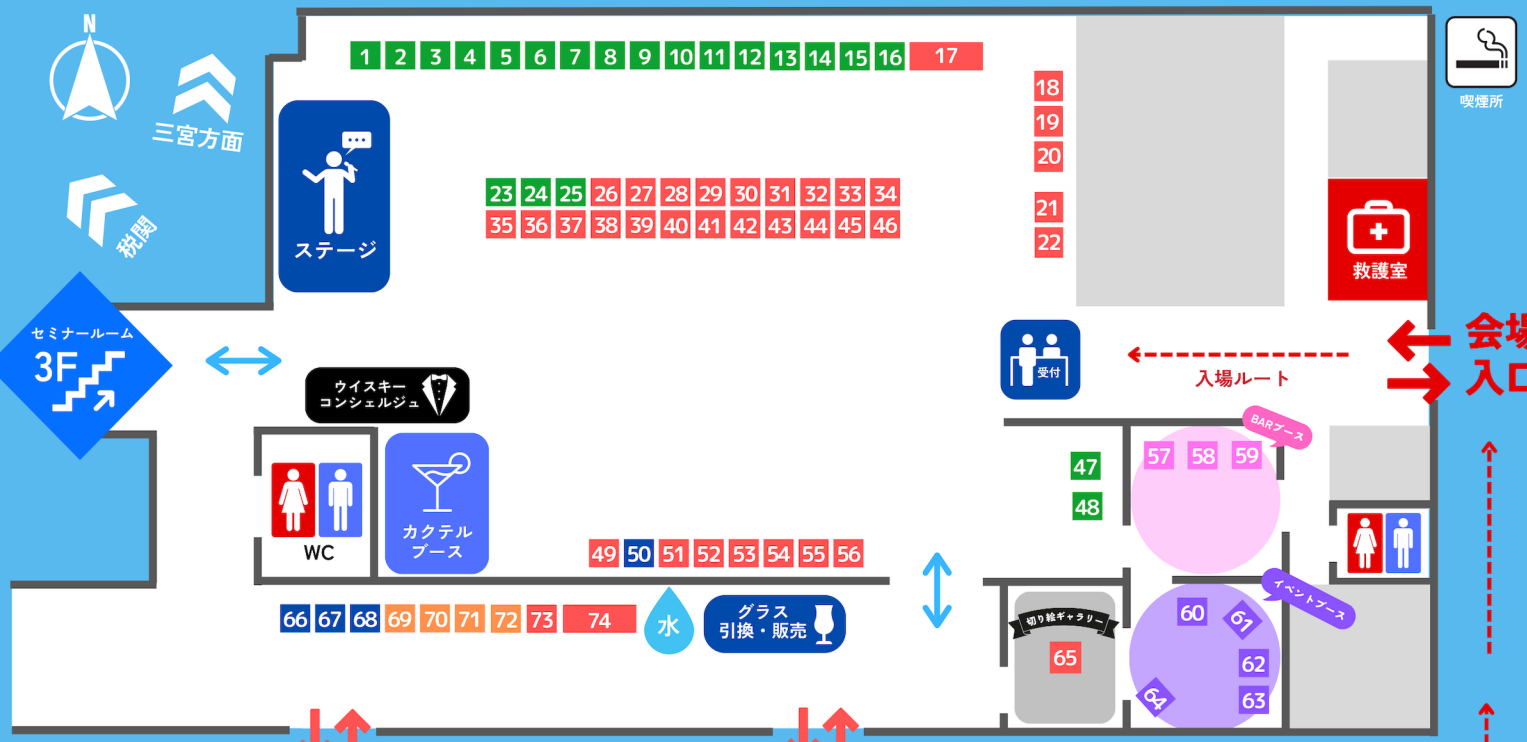 N
三宮方面
税関
1 2 3 4 5 6 7 8 9 10 11 12 13 14 15 16 17
喫煙所
18
19
20
21
22
ステージ
23 24 25 26 27 28 29 30 31 32 33 34
35 36 37 38 39 40 41 42 43 44 45 46
救護室
セミナールーム
3F
受付
入場ルート
会場
入口
ウイスキー
コンシェルジュ
BARブース
57 58 59
47
48
WC
カクテル
ブース
49 50 51 52 53 54 55 56
イベントブース
66 67 68 69 70 71 72 73 74
水
グラス
引換・販売
切り絵ギャラリー
65
60
61
62
63
64